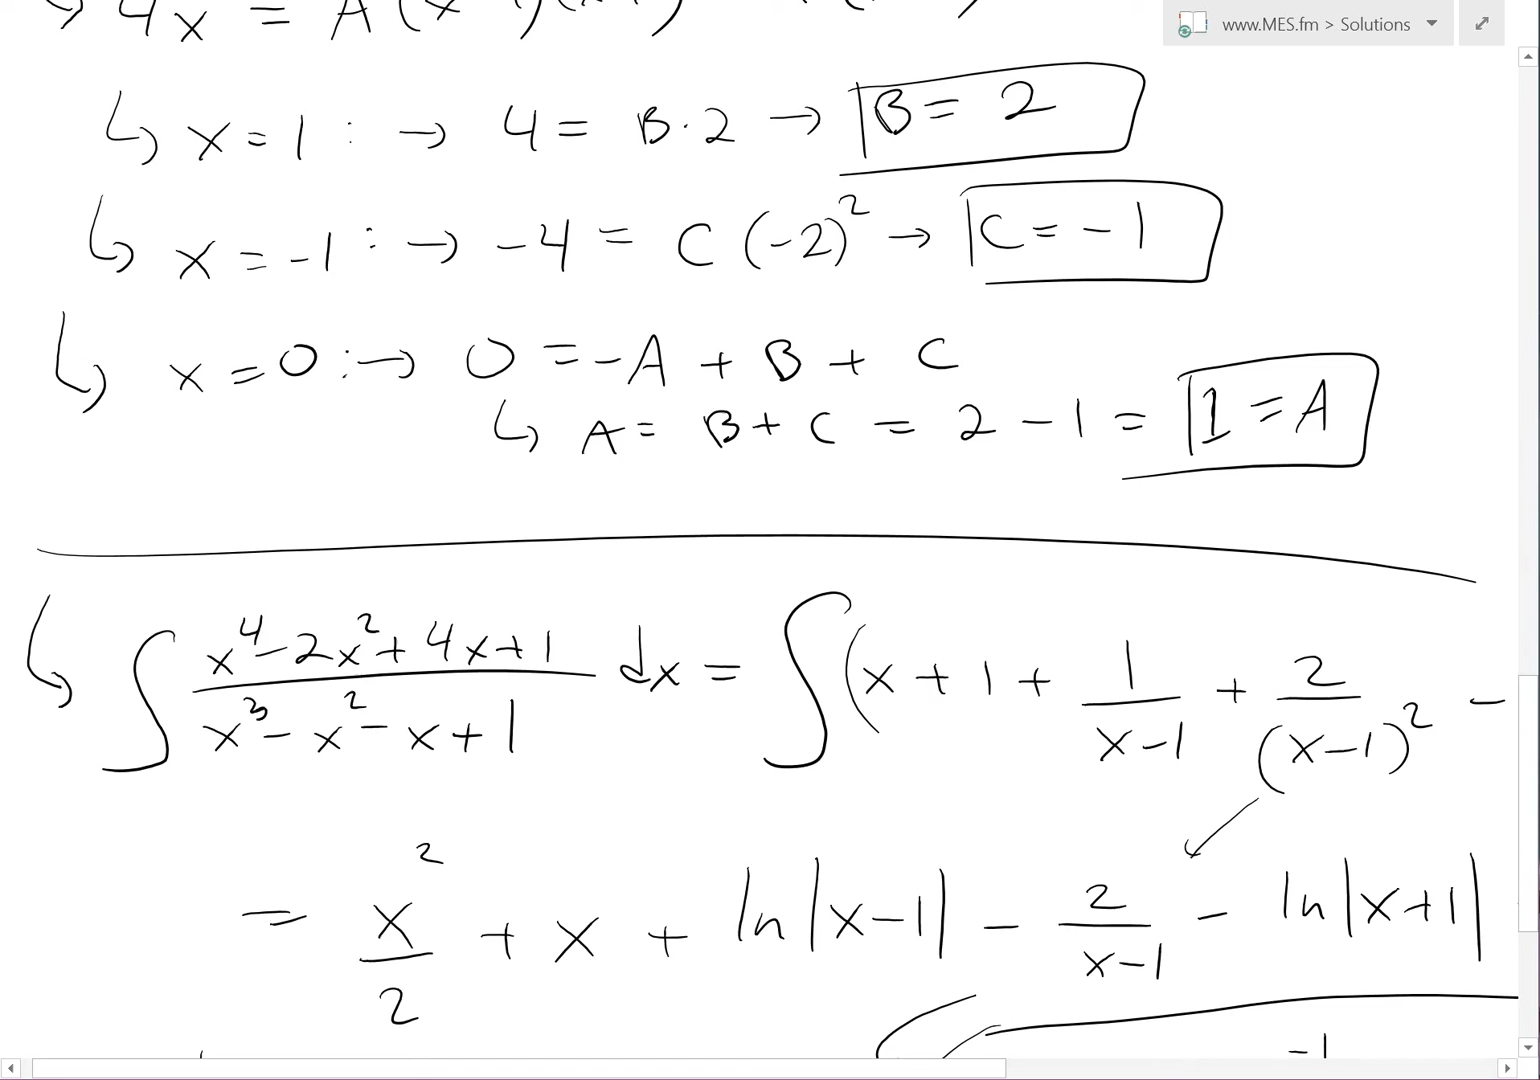 www.MES.fm > Solutions
4x = A(x
↳ x = 1 : → 4 = B · 2 → B = 2
↳ x = -1 : → -4 = C (-2)² → C = -1
↳ x = 0 : → 0 = -A + B + C
↳ A = B + C = 2 - 1 = 1 = A
↳ ∫ (x⁴ - 2x² + 4x + 1)/(x³ - x² - x + 1) dx = ∫ (x + 1 + 1/(x-1) + 2/(x-1)² -
= x²/2 + x + ln|x-1| - 2/(x-1) - ln|x+1|
-1